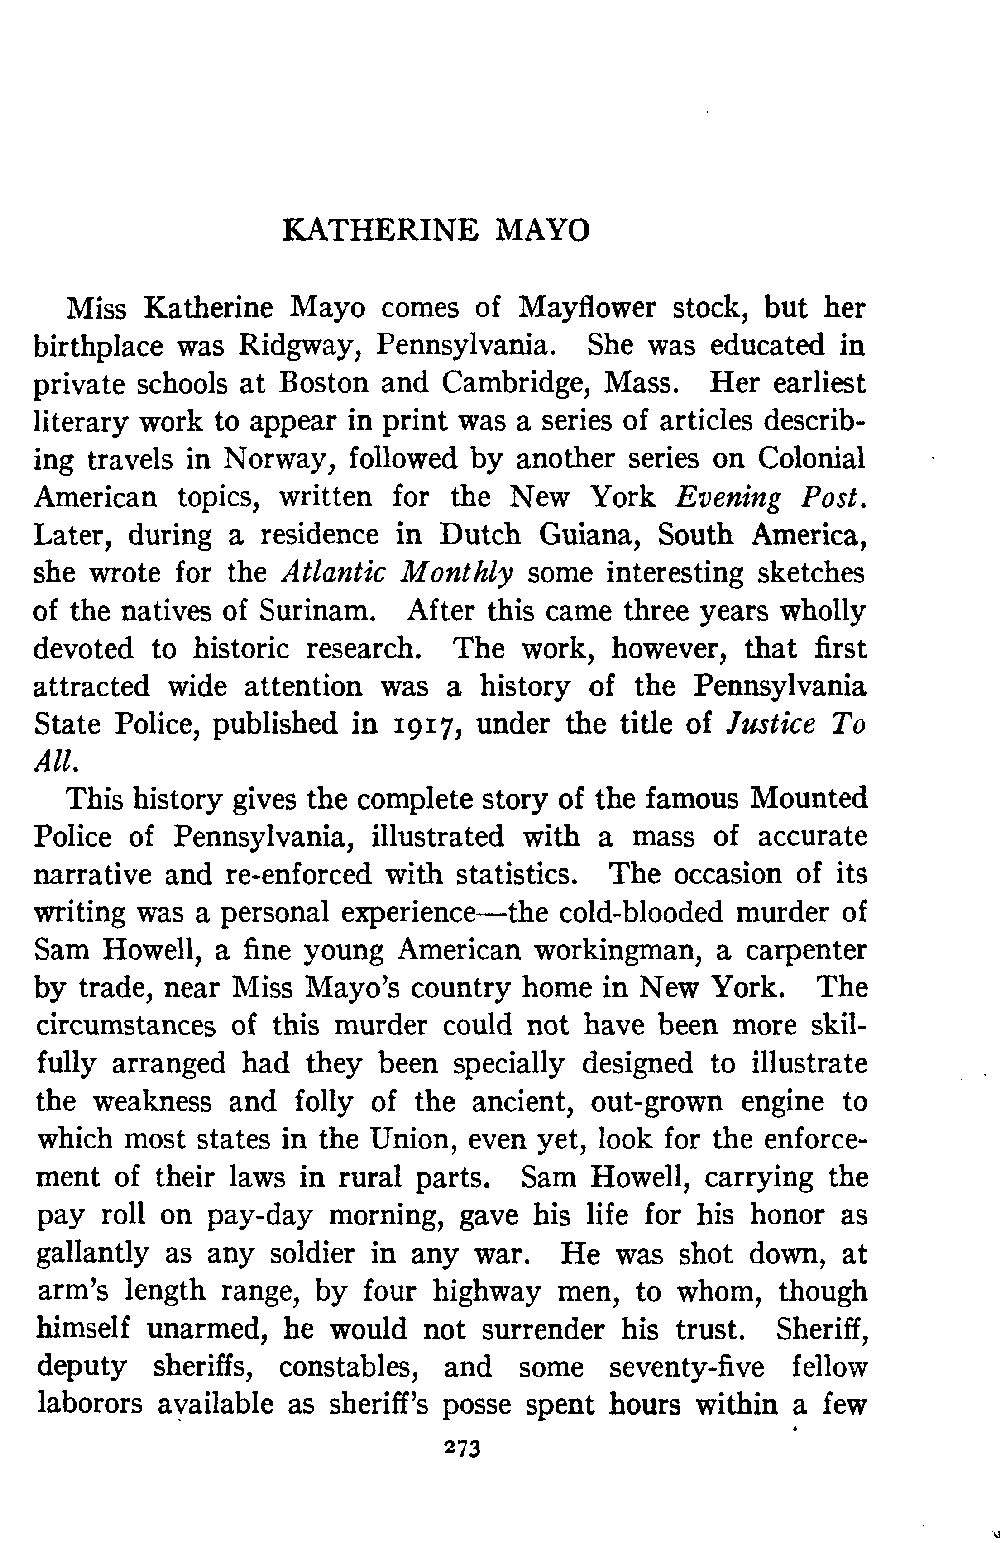 KATHERINE MAYO
Miss Katherine Mayo comes of Mayflower stock, but her
birthplace was Ridgway, Pennsylvania. She was educated in
private schools at Boston and Cambridge, Mass. Her earliest
literary work to appear in print was a series of articles describ-
ing travels in Norway, followed by another series on Colonial
American topics, written for the New York Evening Post.
Later, during a residence in Dutch Guiana, South America,
she wrote for the Atlantic Monthly some interesting sketches
of the natives of Surinam. After this came three years wholly
devoted to historic research. The work, however, that first
attracted wide attention was a history of the Pennsylvania
State Police, published in 1917, under the title of Justice To
All.
This history gives the complete story of the famous Mounted
Police of Pennsylvania, illustrated with a mass of accurate
narrative and re-enforced with statistics. The occasion of its
writing was a personal experience—the cold-blooded murder of
Sam Howell, a fine young American workingman, a carpenter
by trade, near Miss Mayo's country home in New York. The
circumstances of this murder could not have been more skil-
fully arranged had they been specially designed to illustrate
the weakness and folly of the ancient, out-grown engine to
which most states in the Union, even yet, look for the enforce-
ment of their laws in rural parts. Sam Howell, carrying the
pay roll on pay-day morning, gave his life for his honor as
gallantly as any soldier in any war. He was shot down, at
arm's length range, by four highway men, to whom, though
himself unarmed, he would not surrender his trust. Sheriff,
deputy sheriffs, constables, and some seventy-five fellow
laborors available as sheriff's posse spent hours within a few
273